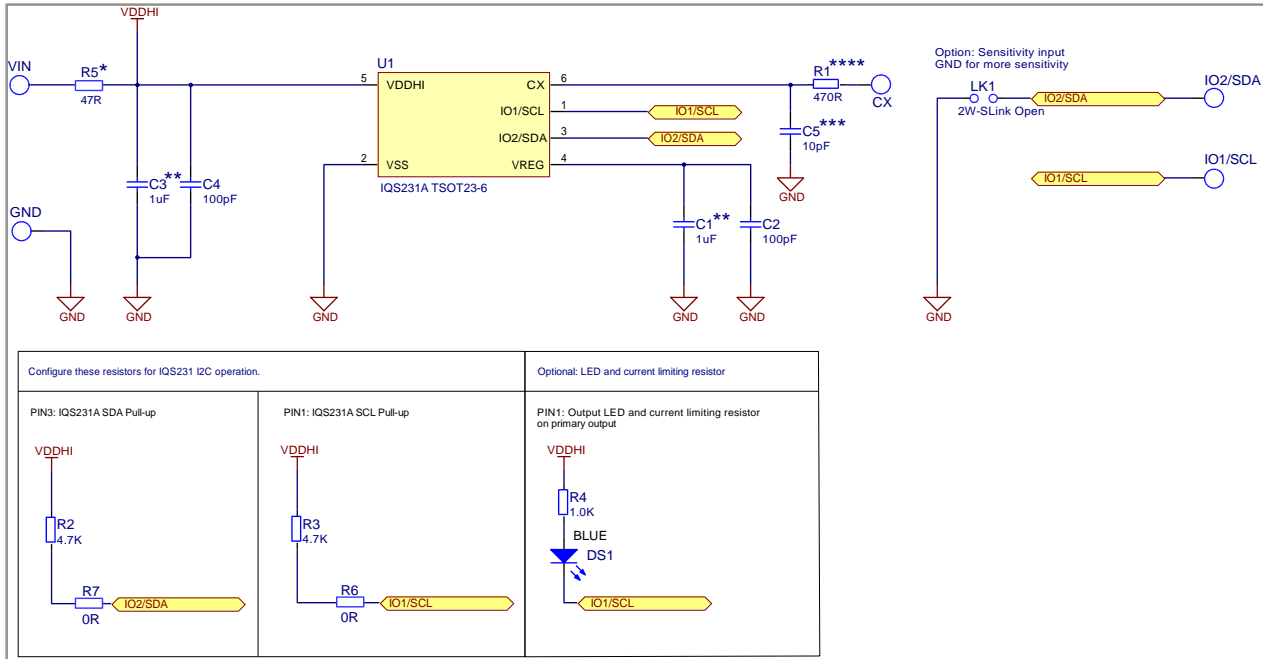 VDDHI
VIN
R5*
47R
C3**
1uF
C4
100pF
GND
GND
GND
GND
U1
5
VDDHI
2
VSS
CX
6
IO1/SCL
1
IO2/SDA
3
VREG
4
IQS231A TSOT23-6
IO1/SCL
IO2/SDA
R1****
470R
CX
C5***
10pF
GND
C1**
1uF
C2
100pF
GND
GND
Option: Sensitivity input
GND for more sensitivity
LK1
2W-SLink Open
IO2/SDA
IO2/SDA
IO1/SCL
IO1/SCL
GND
Configure these resistors for IQS231 I2C operation.
PIN3: IQS231A SDA Pull-up
VDDHI
R2
4.7K
R7
0R
IO2/SDA
PIN1: IQS231A SCL Pull-up
VDDHI
R3
4.7K
R6
0R
IO1/SCL
Optional: LED and current limiting resistor
PIN1: Output LED and current limiting resistor
on primary output
VDDHI
R4
1.0K
BLUE
DS1
IO1/SCL